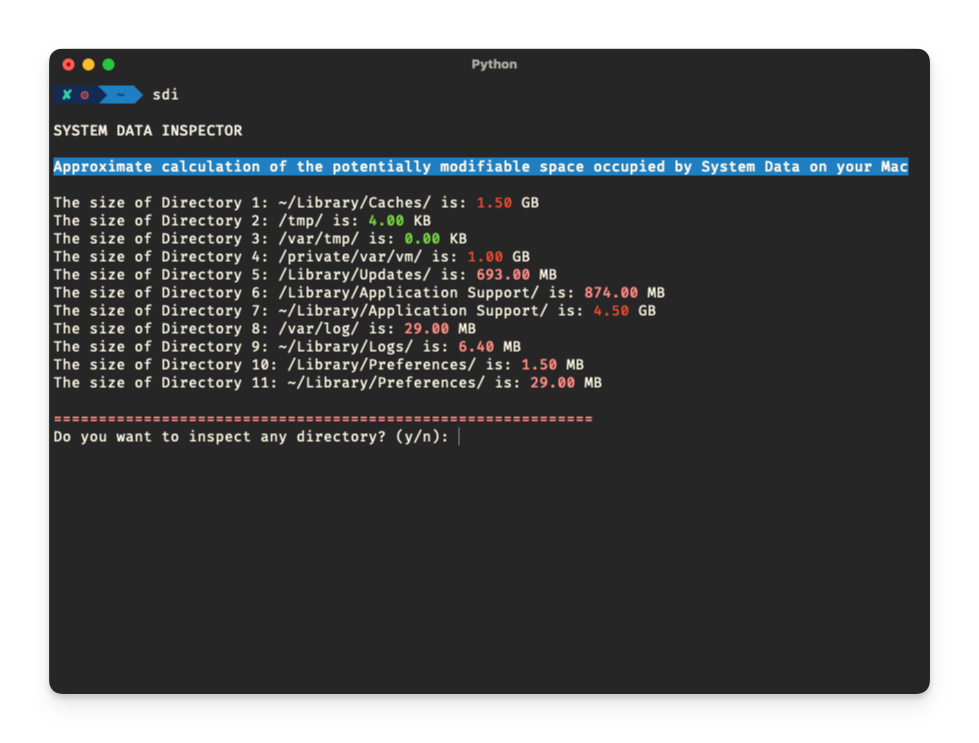 Python
✘ ⚙ ~ sdi
SYSTEM DATA INSPECTOR
Approximate calculation of the potentially modifiable space occupied by System Data on your Mac
The size of Directory 1: ~/Library/Caches/ is: 1.50 GB
The size of Directory 2: /tmp/ is: 4.00 KB
The size of Directory 3: /var/tmp/ is: 0.00 KB
The size of Directory 4: /private/var/vm/ is: 1.00 GB
The size of Directory 5: /Library/Updates/ is: 693.00 MB
The size of Directory 6: /Library/Application Support/ is: 874.00 MB
The size of Directory 7: ~/Library/Application Support/ is: 4.50 GB
The size of Directory 8: /var/log/ is: 29.00 MB
The size of Directory 9: ~/Library/Logs/ is: 6.40 MB
The size of Directory 10: /Library/Preferences/ is: 1.50 MB
The size of Directory 11: ~/Library/Preferences/ is: 29.00 MB
============================================================
Do you want to inspect any directory? (y/n):